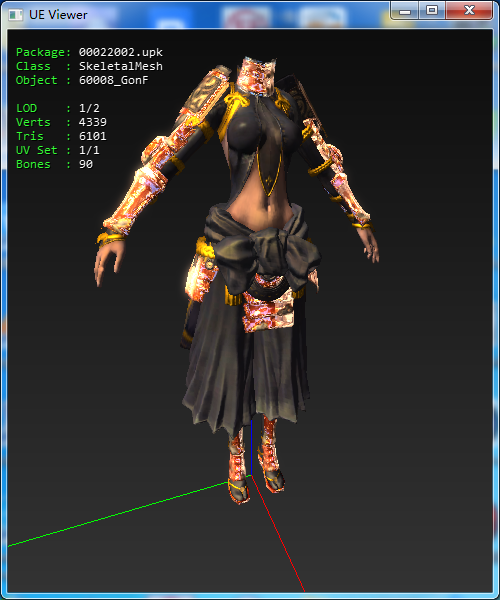 UE Viewer
Package: 00022002.upk
Class : SkeletalMesh
Object : 60008_GonF
LOD : 1/2
Verts : 4339
Tris : 6101
UV Set : 1/1
Bones : 90